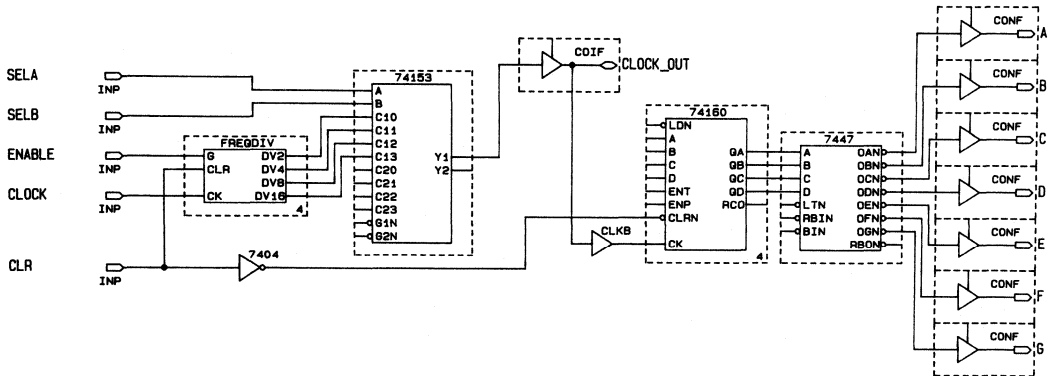 SELA
INP
SELB
INP
ENABLE
INP
CLOCK
INP
CLR
INP
FREQDIV
G DV2
CLR DV4
DV8
CK DV16
4
7404
74153
A
B
C10
C11
C12
C13 Y1
C20 Y2
C21
C22
C23
G1N
G2N
COIF
CLOCK_OUT
CLKB
74160
LDN
A QA
B QB
C QC
D QD
ENT RCO
ENP
CLRN
CK
4
7447
A OAN
B OBN
C OCN
D ODN
LTN OEN
RBIN OFN
BIN OGN
RBON
CONF A
CONF B
CONF C
CONF D
CONF E
CONF F
CONF G